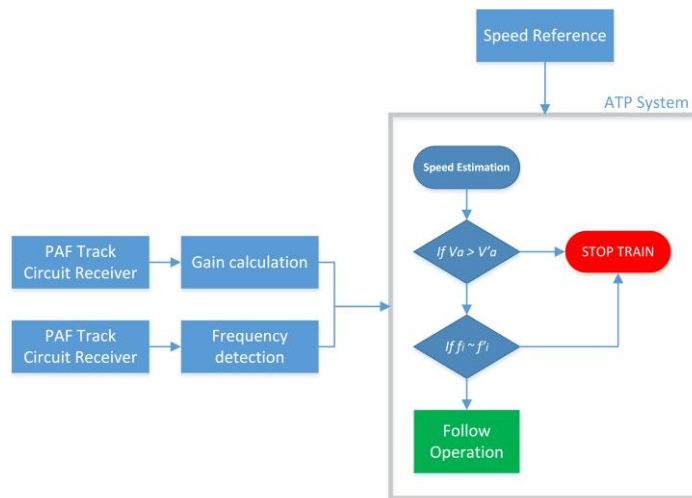 Speed Reference
ATP System
Speed Estimation
If Va > V'a
STOP TRAIN
PAF Track
Circuit Receiver
Gain calculation
PAF Track
Circuit Receiver
Frequency
detection
If fi ~ f'i
Follow
Operation